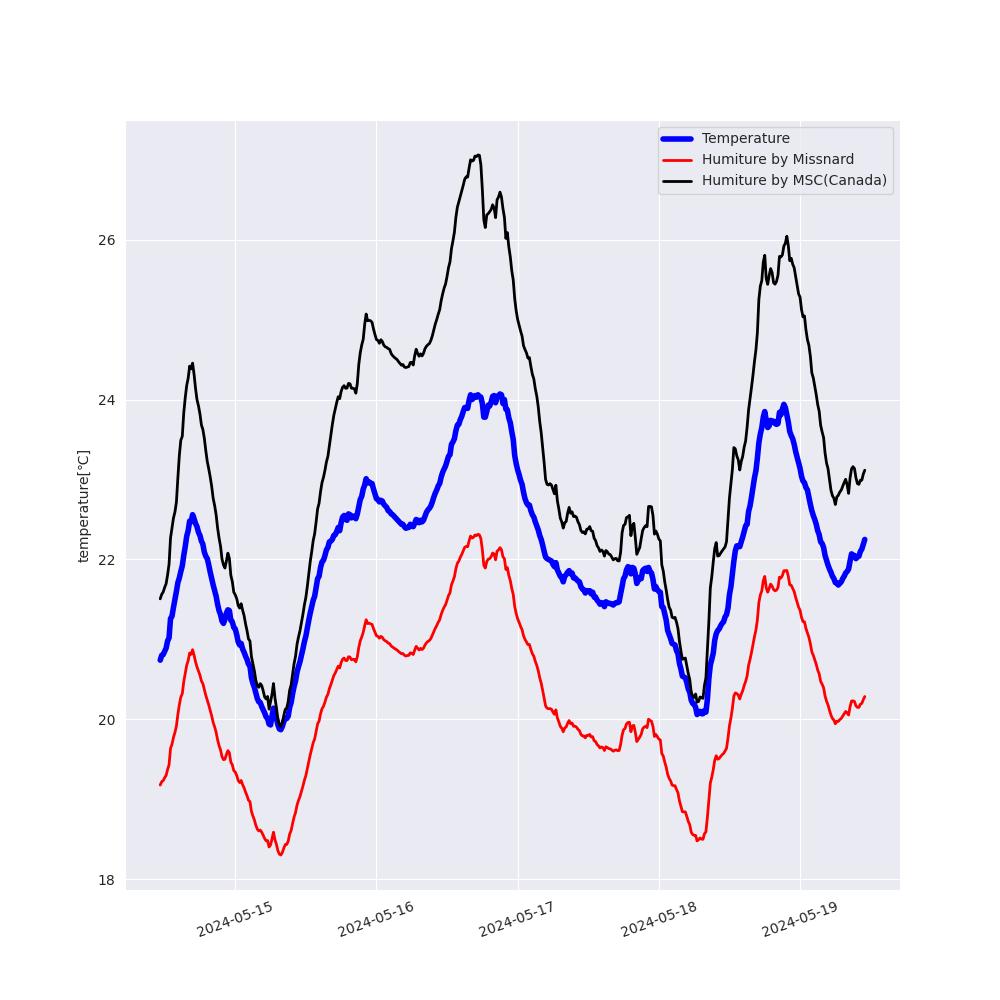 Temperature
Humiture by Missnard
Humiture by MSC(Canada)
temperature[℃]
26
24
22
20
18
2024-05-15
2024-05-16
2024-05-17
2024-05-18
2024-05-19